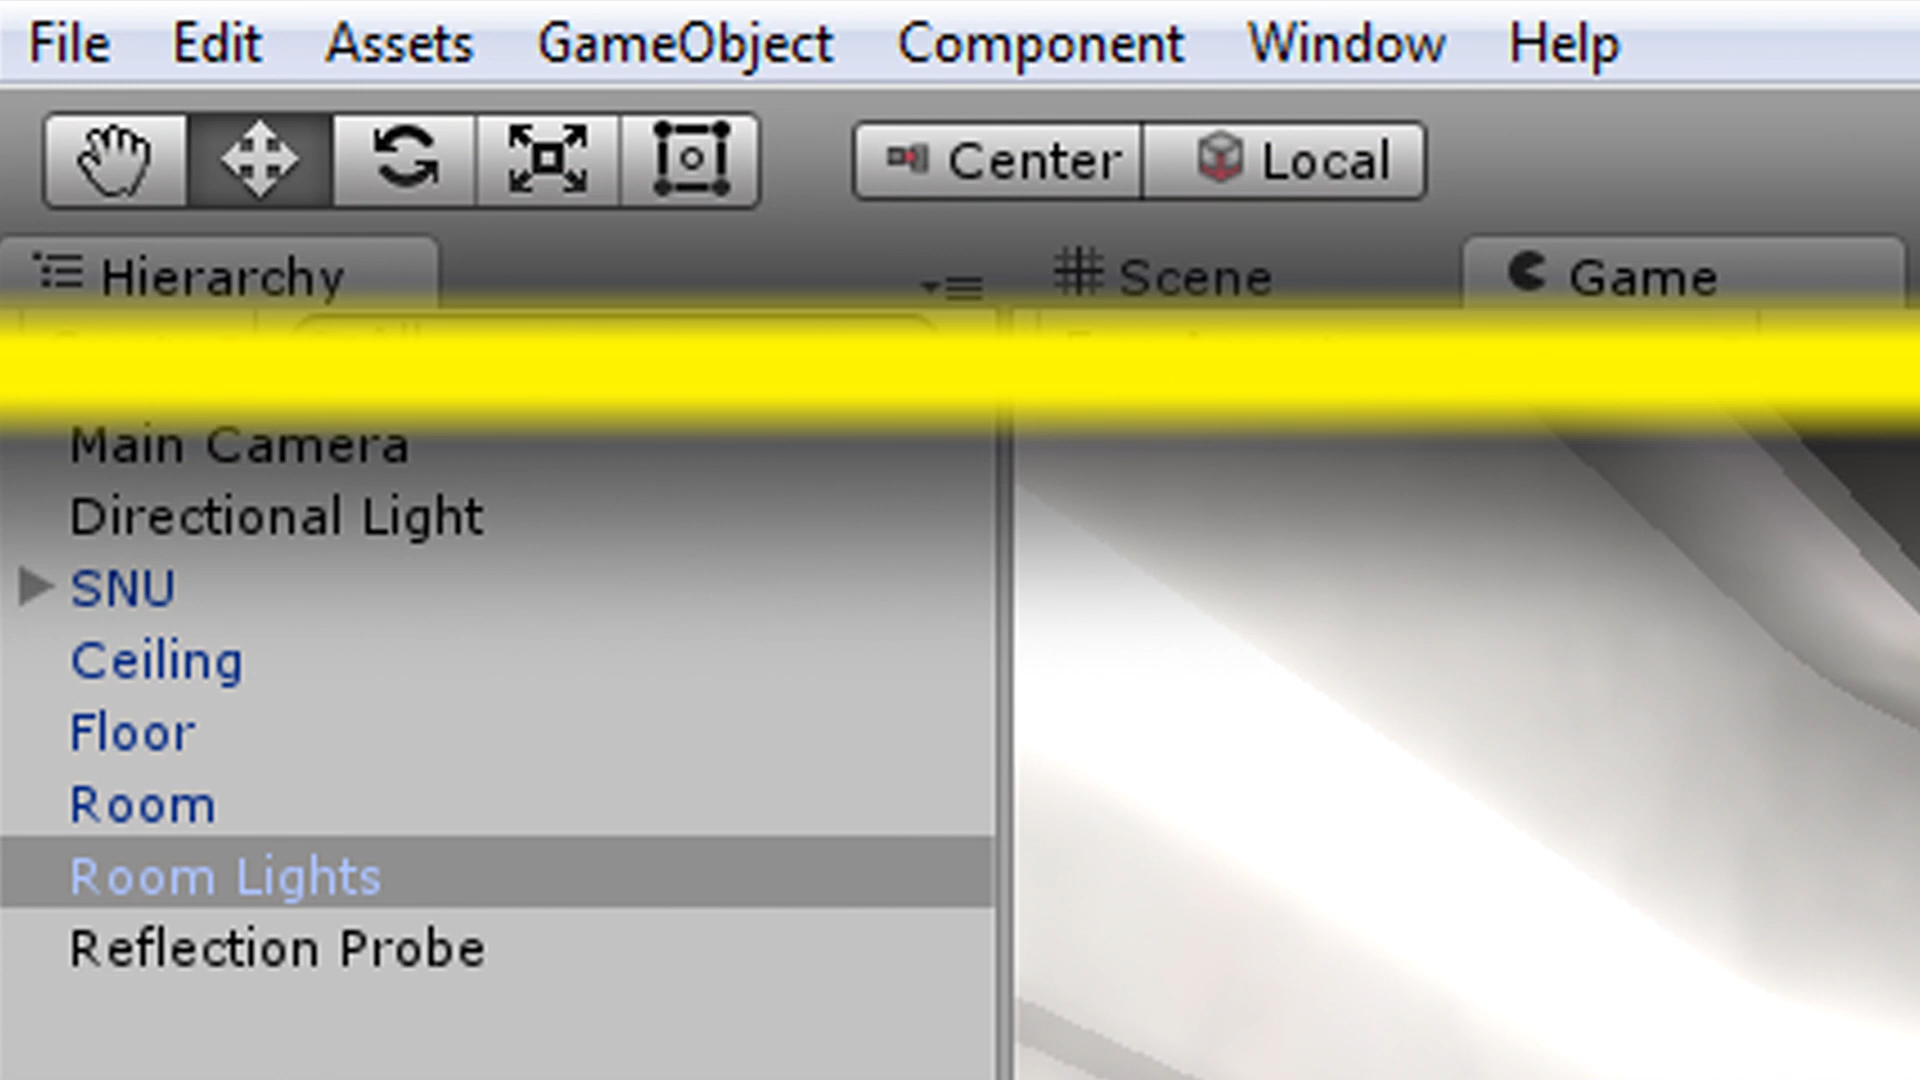 File Edit Assets GameObject Component Window Help
Center Local
Hierarchy Scene Game
Main Camera
Directional Light
SNU
Ceiling
Floor
Room
Room Lights
Reflection Probe